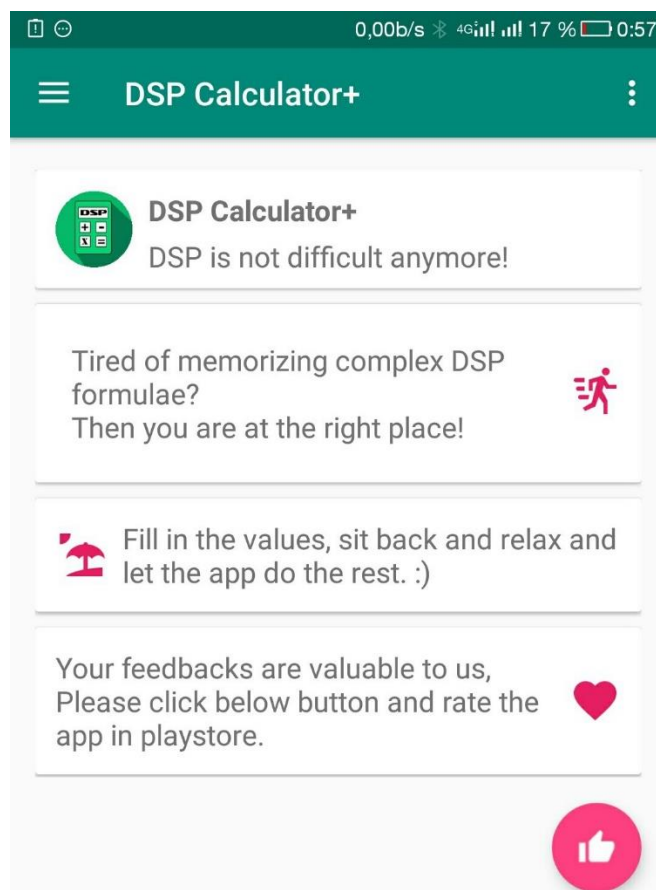 0,00b/s 4G 17 % 0:57
DSP Calculator+
DSP
+ -
X =
DSP Calculator+
DSP is not difficult anymore!
Tired of memorizing complex DSP
formulae?
Then you are at the right place!
Fill in the values, sit back and relax and
let the app do the rest. :)
Your feedbacks are valuable to us,
Please click below button and rate the
app in playstore.